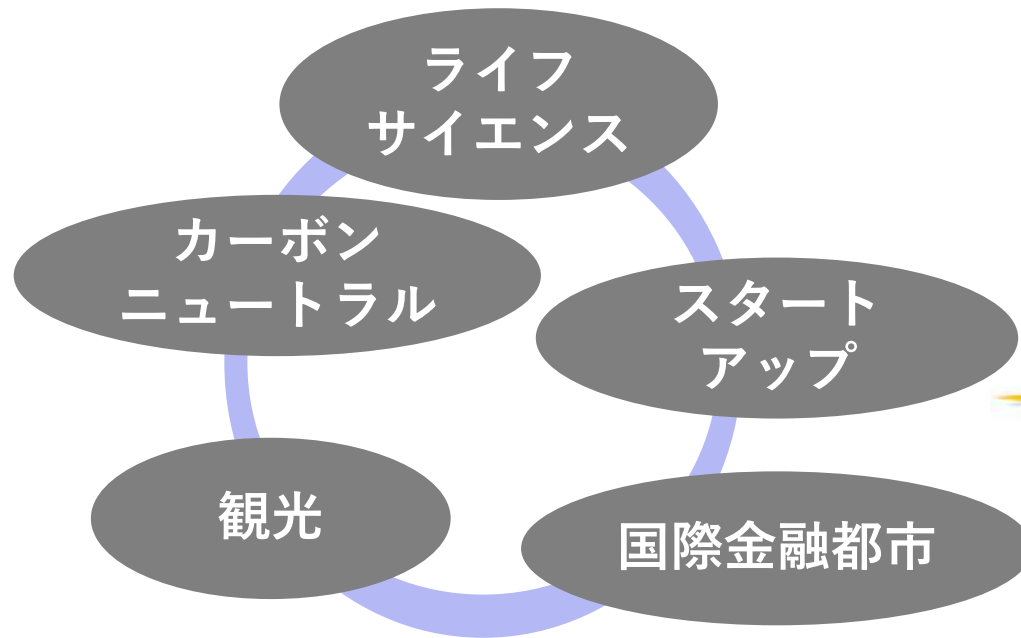 ライフ
サイエンス
カーボン
ニュートラル
スタート
アップ
観光
国際金融都市